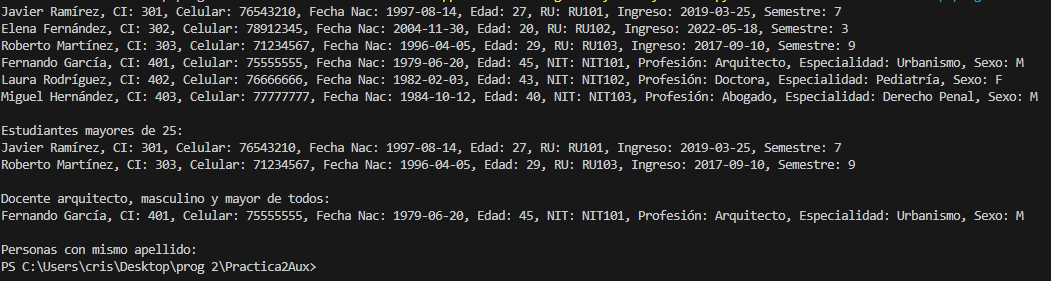 Javier Ramírez, CI: 301, Celular: 76543210, Fecha Nac: 1997-08-14, Edad: 27, RU: RU101, Ingreso: 2019-03-25, Semestre: 7
Elena Fernández, CI: 302, Celular: 78912345, Fecha Nac: 2004-11-30, Edad: 20, RU: RU102, Ingreso: 2022-05-18, Semestre: 3
Roberto Martínez, CI: 303, Celular: 71234567, Fecha Nac: 1996-04-05, Edad: 29, RU: RU103, Ingreso: 2017-09-10, Semestre: 9
Fernando García, CI: 401, Celular: 75555555, Fecha Nac: 1979-06-20, Edad: 45, NIT: NIT101, Profesión: Arquitecto, Especialidad: Urbanismo, Sexo: M
Laura Rodríguez, CI: 402, Celular: 76666666, Fecha Nac: 1982-02-03, Edad: 43, NIT: NIT102, Profesión: Doctora, Especialidad: Pediatría, Sexo: F
Miguel Hernández, CI: 403, Celular: 77777777, Fecha Nac: 1984-10-12, Edad: 40, NIT: NIT103, Profesión: Abogado, Especialidad: Derecho Penal, Sexo: M
Estudiantes mayores de 25:
Javier Ramírez, CI: 301, Celular: 76543210, Fecha Nac: 1997-08-14, Edad: 27, RU: RU101, Ingreso: 2019-03-25, Semestre: 7
Roberto Martínez, CI: 303, Celular: 71234567, Fecha Nac: 1996-04-05, Edad: 29, RU: RU103, Ingreso: 2017-09-10, Semestre: 9
Docente arquitecto, masculino y mayor de todos:
Fernando García, CI: 401, Celular: 75555555, Fecha Nac: 1979-06-20, Edad: 45, NIT: NIT101, Profesión: Arquitecto, Especialidad: Urbanismo, Sexo: M
Personas con mismo apellido:
PS C:\Users\cris\Desktop\prog 2\Practica2Aux>